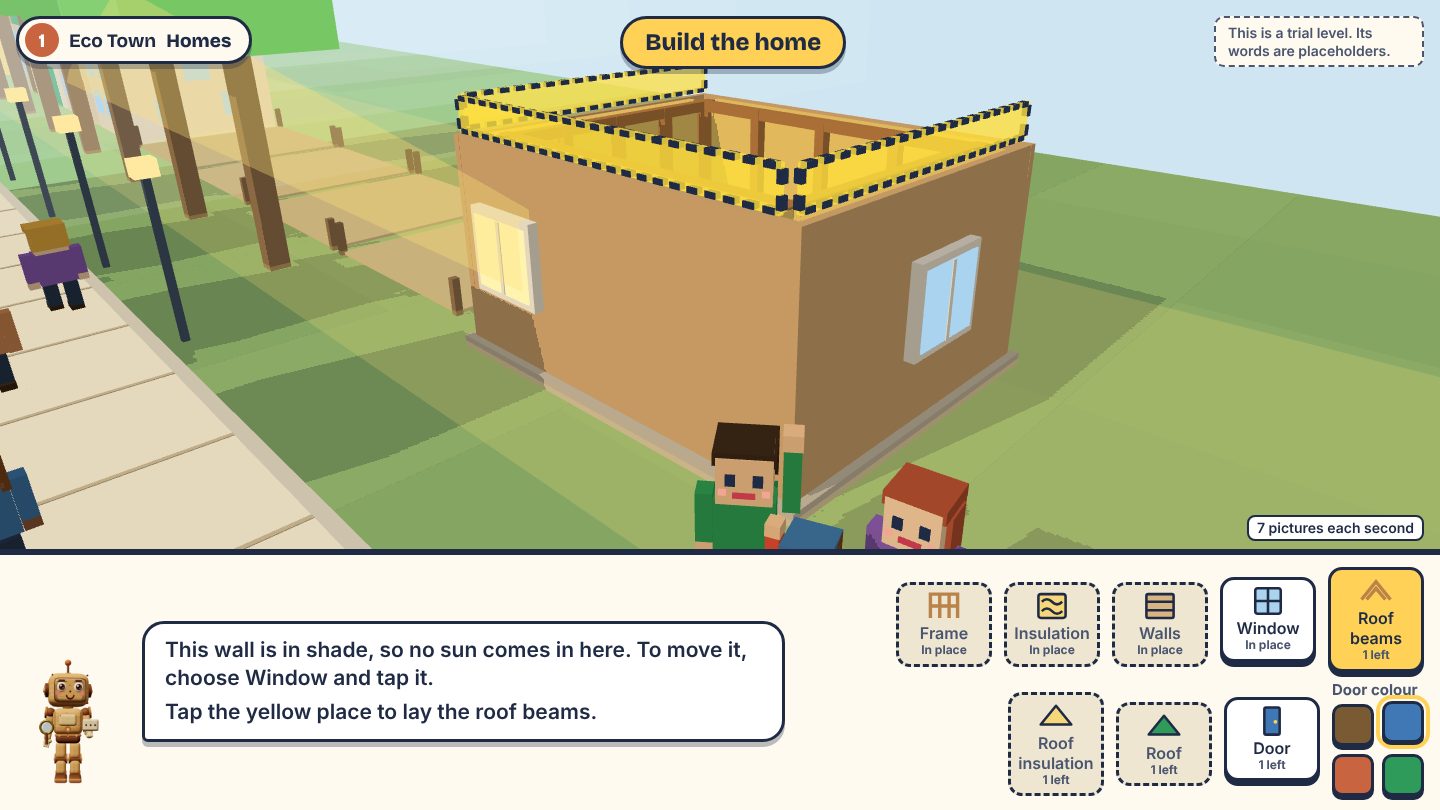 1 Eco Town Homes
Build the home
This is a trial level. Its
words are placeholders.
7 pictures each second
This wall is in shade, so no sun comes in here. To move it,
choose Window and tap it.
Tap the yellow place to lay the roof beams.
Frame
In place
Insulation
In place
Walls
In place
Window
In place
Roof
beams
1 left
Roof
insulation
1 left
Roof
1 left
Door
1 left
Door colour